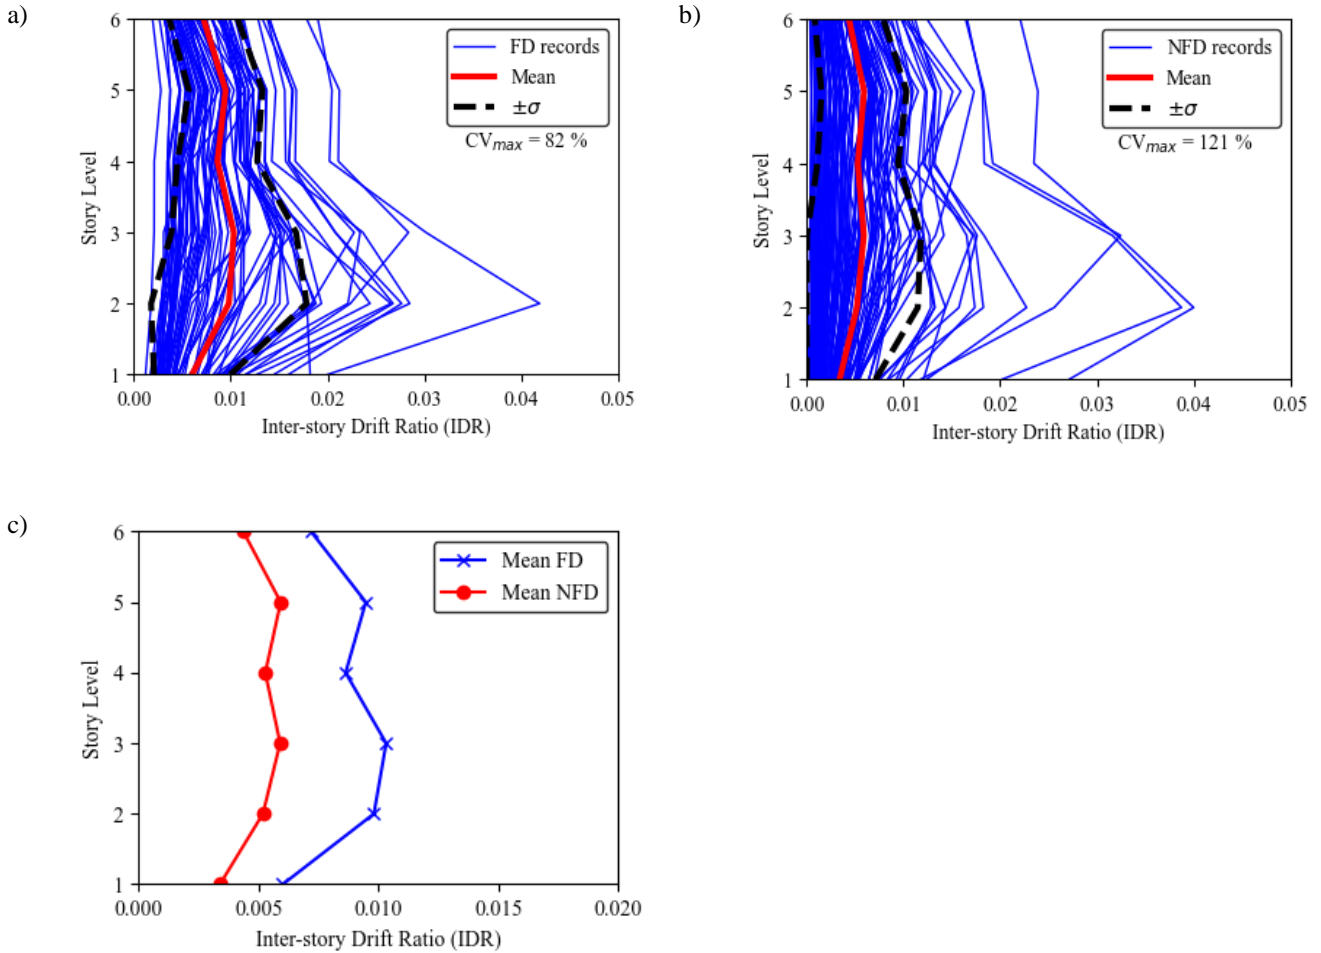 a)
6
5
4
3
2
1
Story Level
FD records
Mean
±σ
CVmax = 82 %
0.00 0.01 0.02 0.03 0.04 0.05
Inter-story Drift Ratio (IDR)
b)
6
5
4
3
2
1
Story Level
NFD records
Mean
±σ
CVmax = 121 %
0.00 0.01 0.02 0.03 0.04 0.05
Inter-story Drift Ratio (IDR)
c)
6
5
4
3
2
1
Story Level
Mean FD
Mean NFD
0.000 0.005 0.010 0.015 0.020
Inter-story Drift Ratio (IDR)